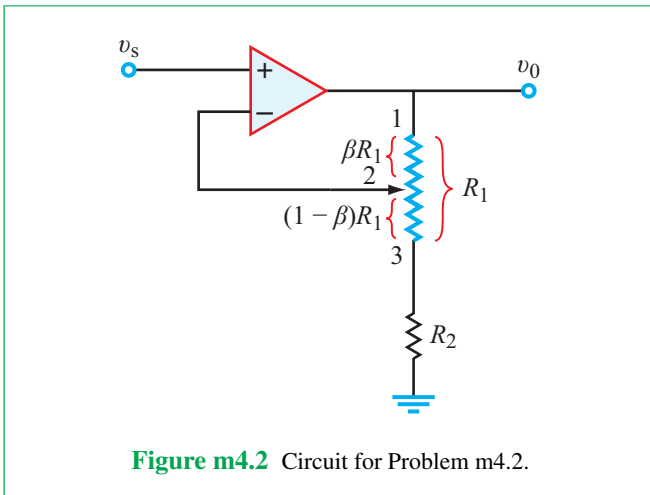 υs
υ0
+
−
1
βR1
2
R1
(1 − β)R1
3
R2
Figure m4.2 Circuit for Problem m4.2.